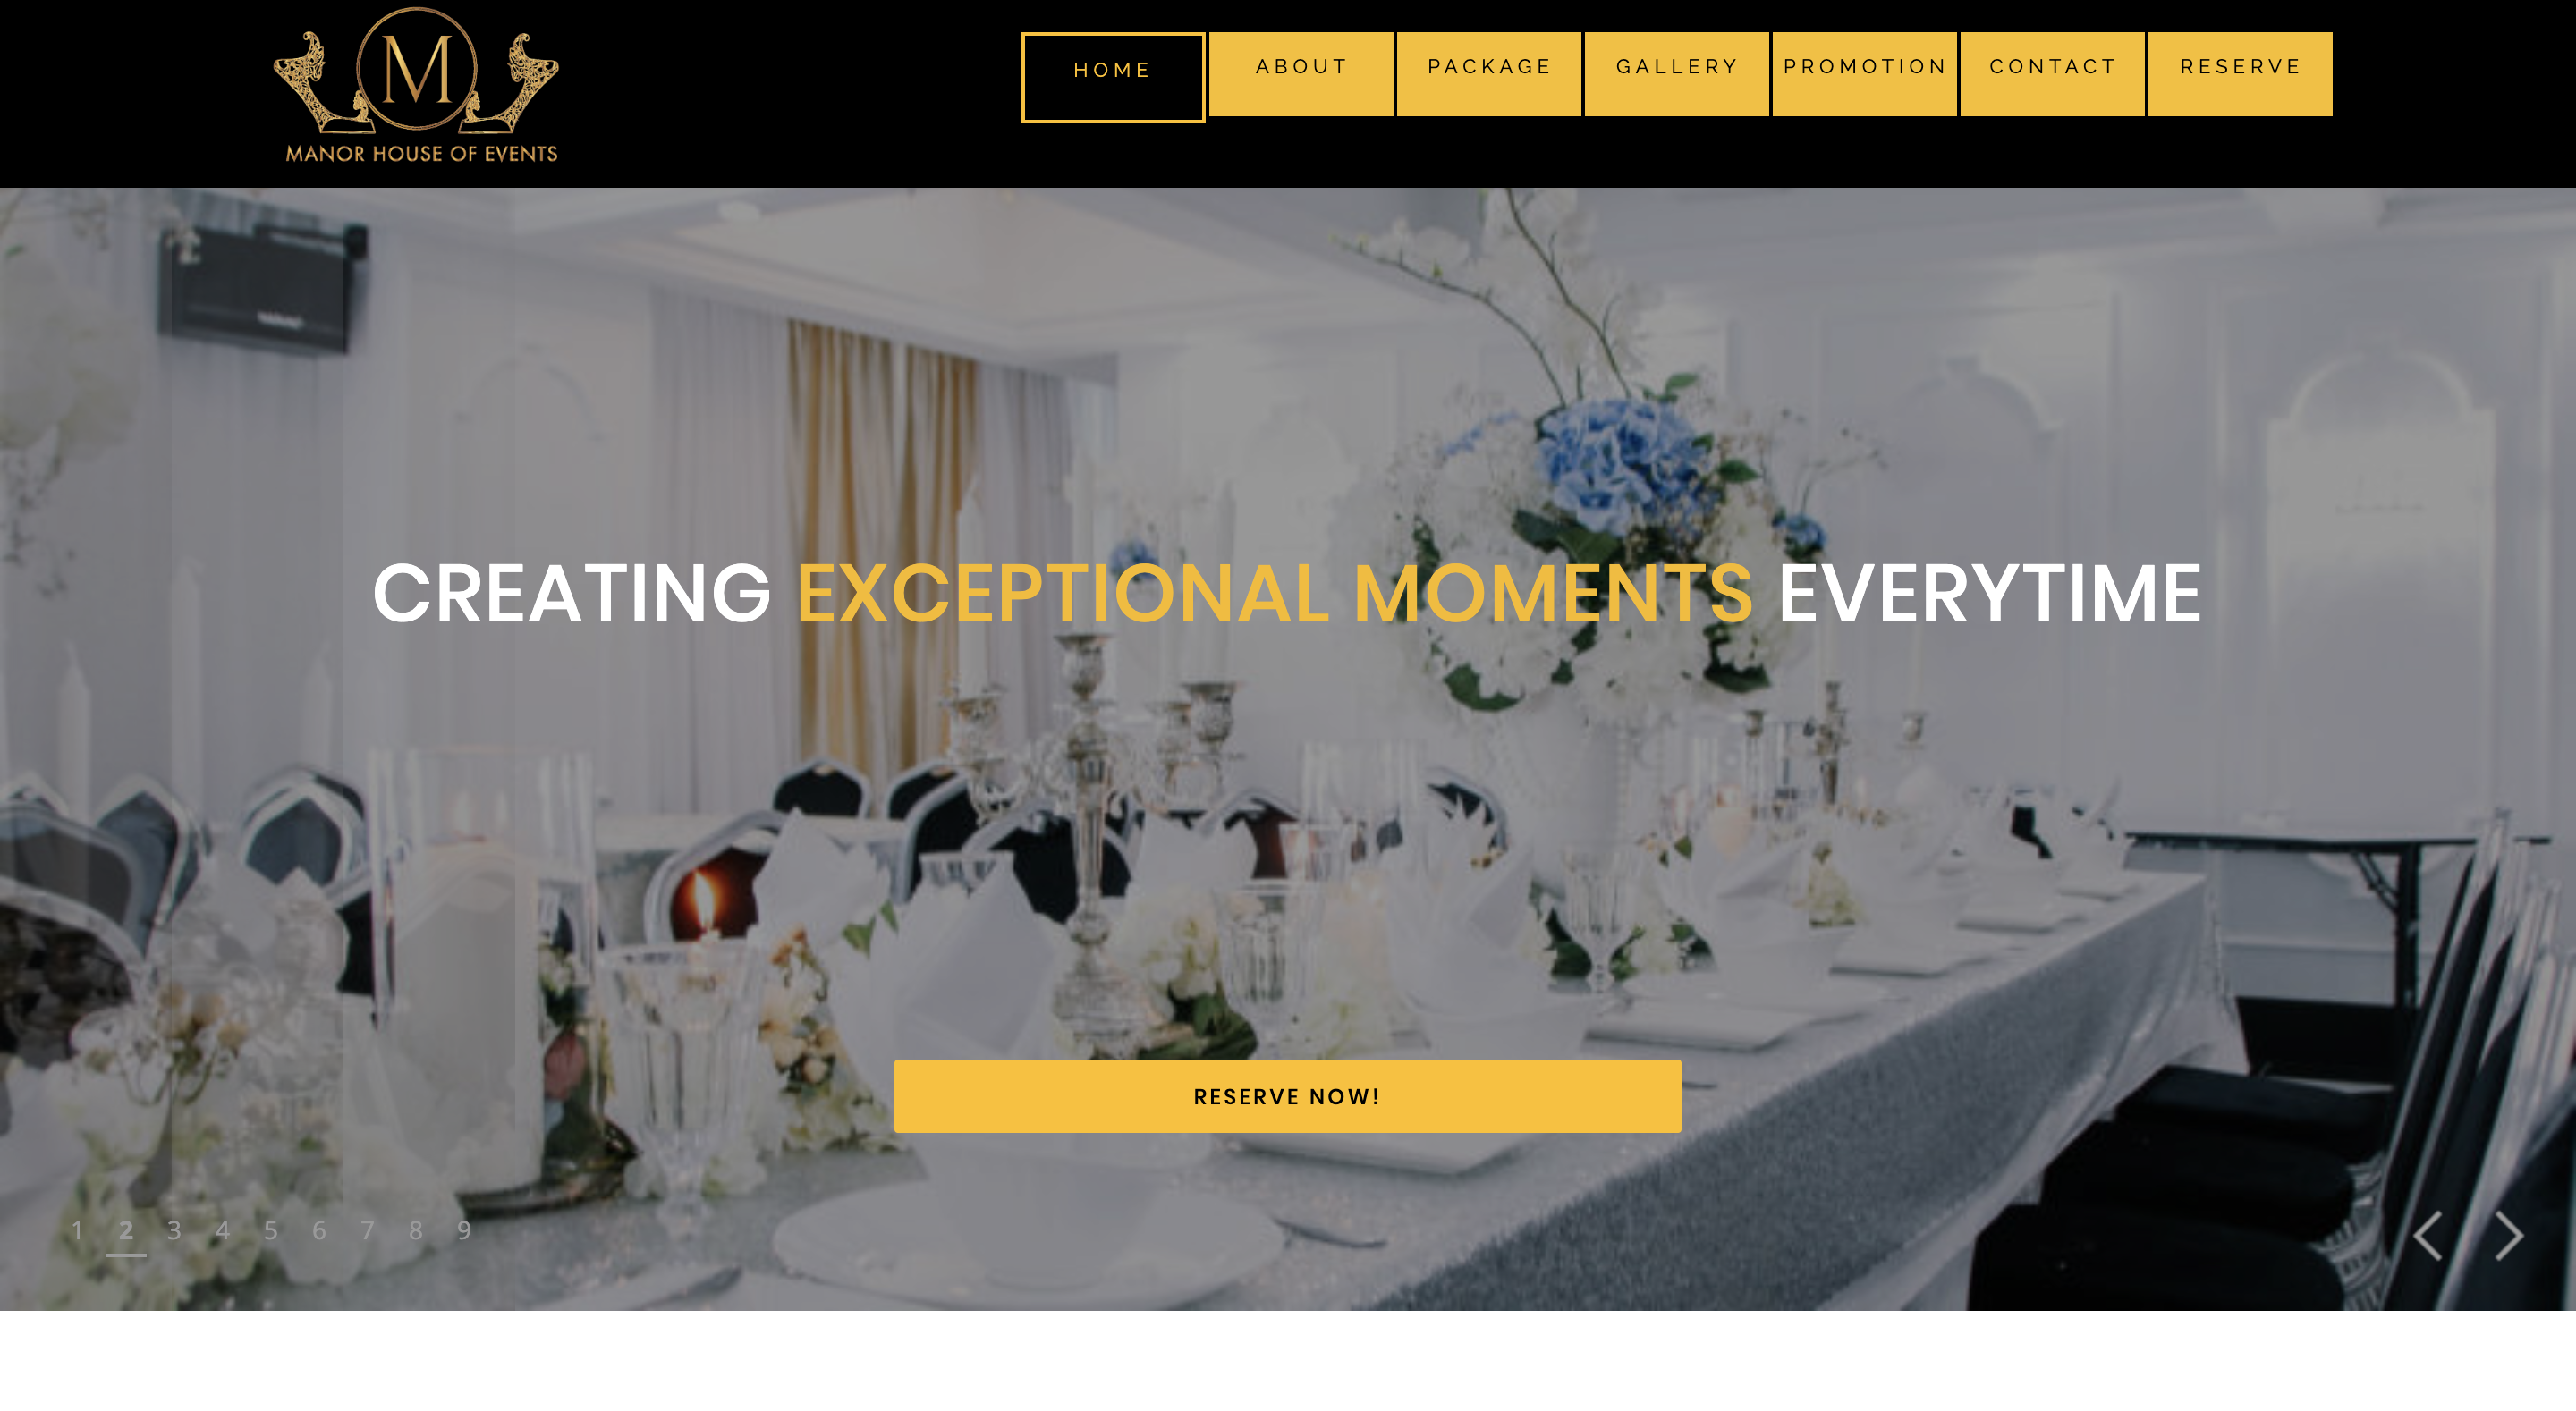 M
MANOR HOUSE OF EVENTS
HOME ABOUT PACKAGE GALLERY PROMOTION CONTACT RESERVE
CREATING EXCEPTIONAL MOMENTS EVERYTIME
RESERVE NOW!
1 2 3 4 5 6 7 8 9